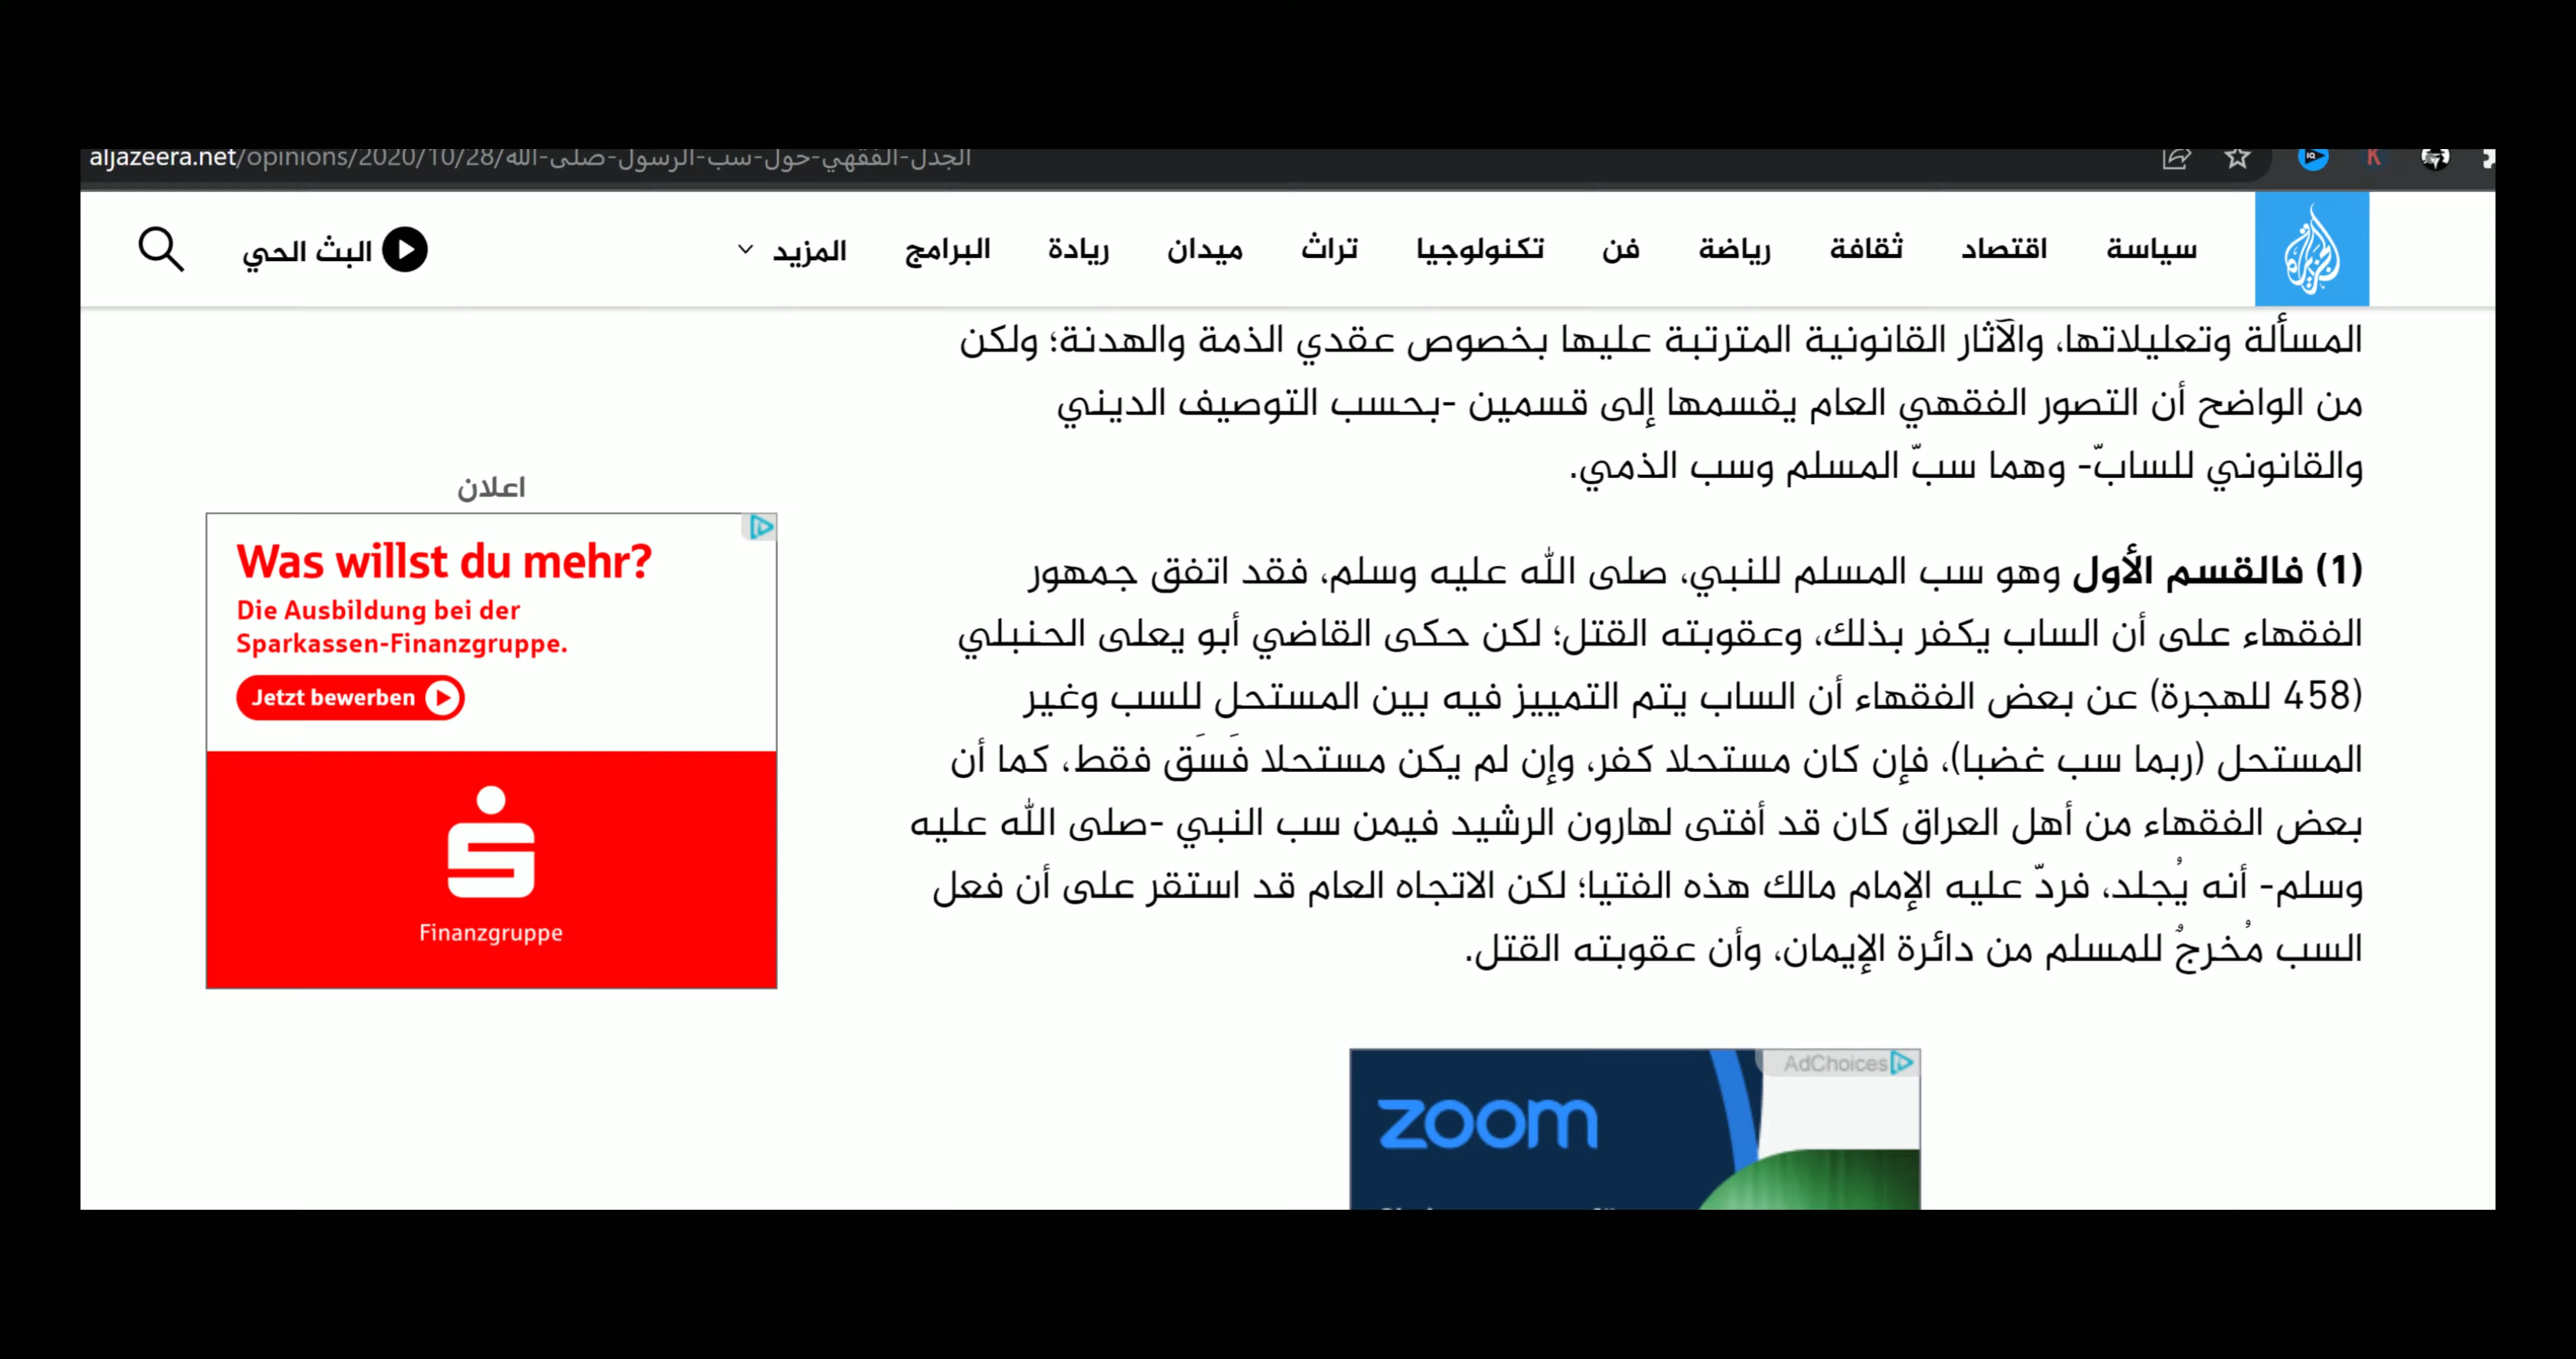 aljazeera.net/opinions/2020/10/28/الجدل-الفقهي-حول-سب-الرسول-صلى-الله
سياسة اقتصاد ثقافة رياضة فن تكنولوجيا تراث ميدان ريادة البرامج المزيد
البث الحي
المسألة وتعليلاتها، والآثار القانونية المترتبة عليها بخصوص عقدي الذمة والهدنة؛ ولكن
من الواضح أن التصور الفقهي العام يقسمها إلى قسمين -بحسب التوصيف الديني
والقانوني للسابّ- وهما سبّ المسلم وسب الذمي.
(1) فالقسم الأول وهو سب المسلم للنبي، صلى الله عليه وسلم، فقد اتفق جمهور
الفقهاء على أن الساب يكفر بذلك، وعقوبته القتل؛ لكن حكى القاضي أبو يعلى الحنبلي
(458 للهجرة) عن بعض الفقهاء أن الساب يتم التمييز فيه بين المستحل للسب وغير
المستحل (ربما سب غضبا)، فإن كان مستحلا كفر، وإن لم يكن مستحلا فَسَق فقط، كما أن
بعض الفقهاء من أهل العراق كان قد أفتى لهارون الرشيد فيمن سب النبي -صلى الله عليه
وسلم- أنه يُجلد، فردّ عليه الإمام مالك هذه الفتيا؛ لكن الاتجاه العام قد استقر على أن فعل
السب مُخرجٌ للمسلم من دائرة الإيمان، وأن عقوبته القتل.
اعلان
Was willst du mehr?
Die Ausbildung bei der
Sparkassen-Finanzgruppe.
Jetzt bewerben
Finanzgruppe
AdChoices
zoom